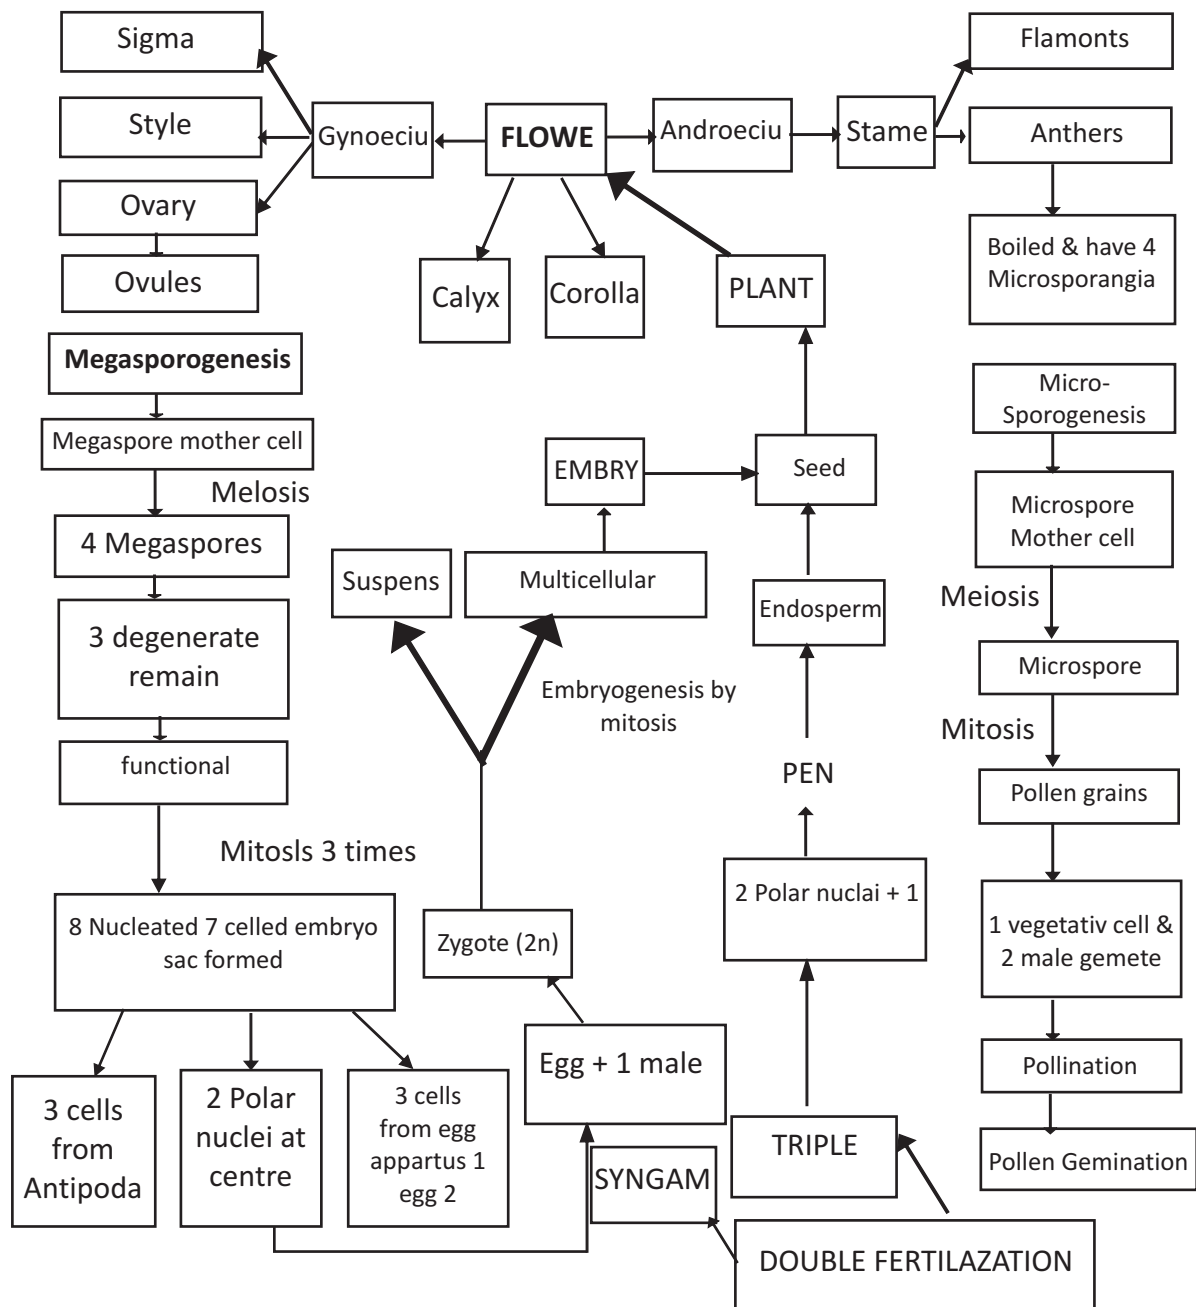 Sigma
Style
Ovary
Ovules
Gynoeciu
FLOWE
Androeciu
Stame
Flamonts
Anthers
Boiled & have 4
Microsporangia
Calyx
Corolla
PLANT
Megasporogenesis
Megaspore mother cell
Melosis
4 Megaspores
3 degenerate
remain
functional
Mitosls 3 times
8 Nucleated 7 celled embryo
sac formed
3 cells
from
Antipoda
2 Polar
nuclei at
centre
3 cells
from egg
appartus 1
egg 2
EMBRY
Seed
Suspens
Multicellular
Endosperm
Embryogenesis by
mitosis
PEN
2 Polar nuclai + 1
Zygote (2n)
Egg + 1 male
SYNGAM
TRIPLE
DOUBLE FERTILAZATION
Micro-
Sporogenesis
Microspore
Mother cell
Meiosis
Microspore
Mitosis
Pollen grains
1 vegetativ cell &
2 male gemete
Pollination
Pollen Gemination